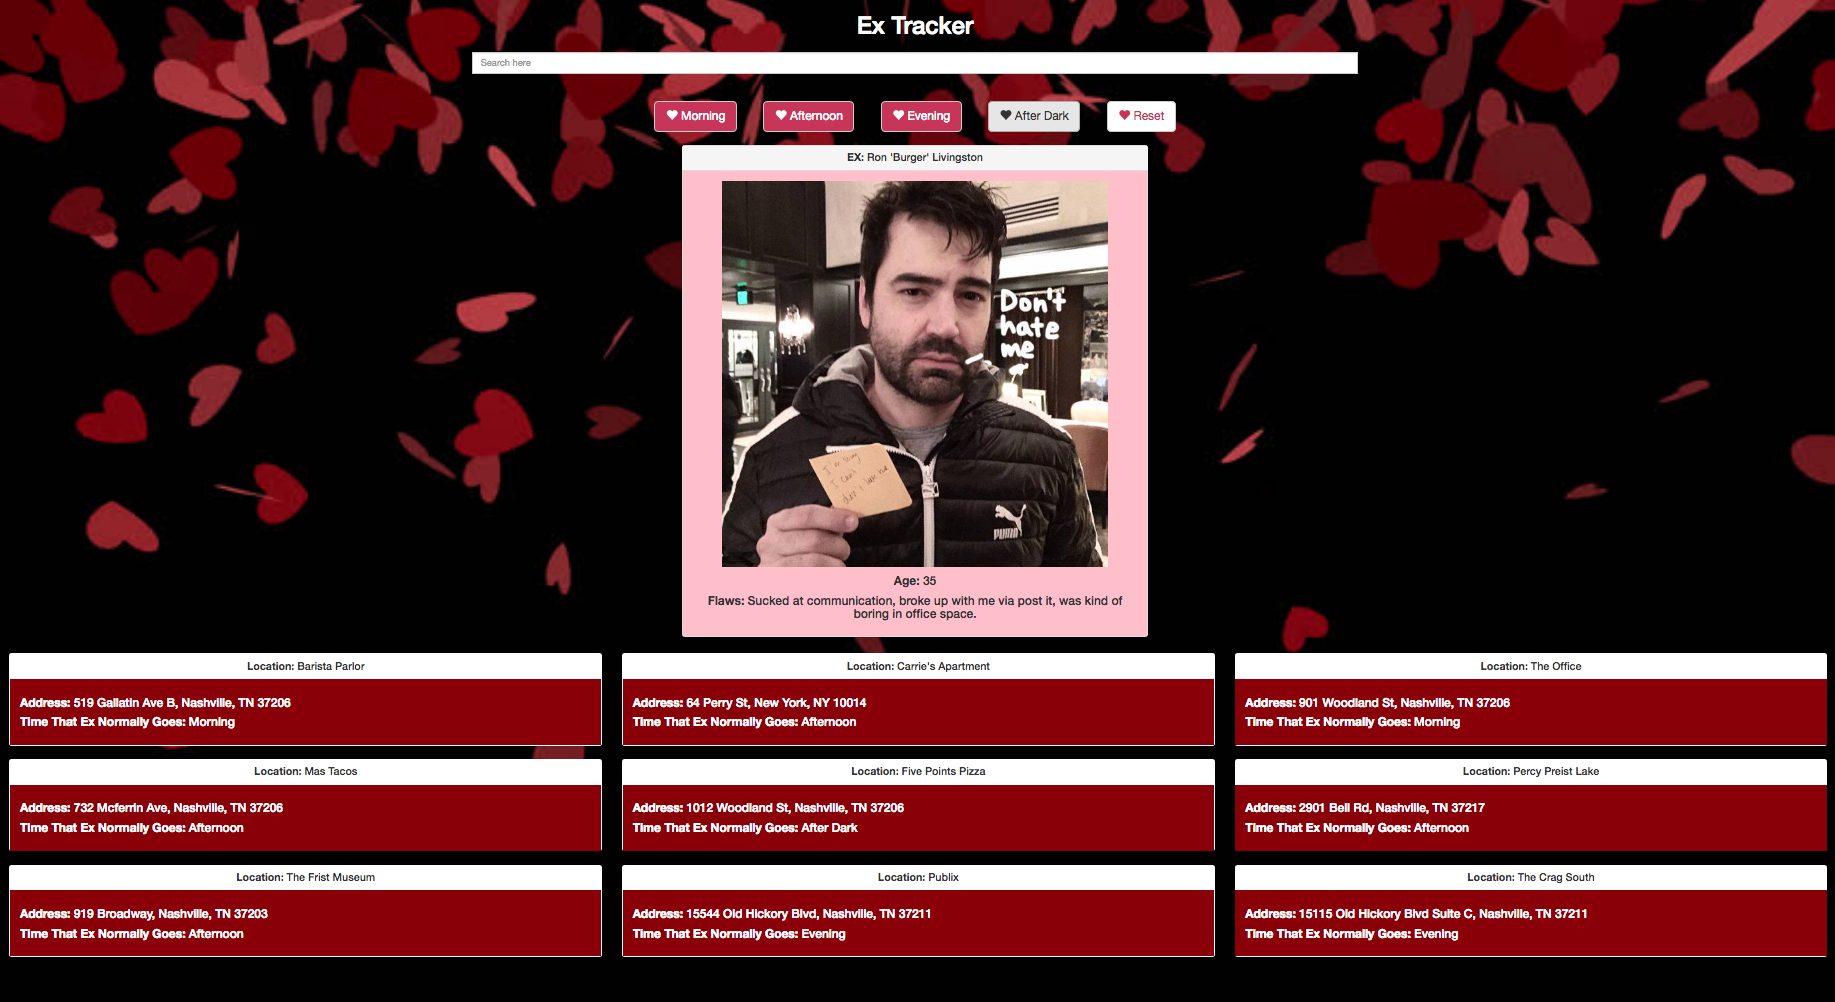 Ex Tracker
Search here
Morning
Afternoon
Evening
After Dark
Reset
EX: Ron 'Burger' Livingston
Don't
hate
me
I'm sorry
I can't
don't hate me
PUMA
Age: 35
Flaws: Sucked at communication, broke up with me via post it, was kind of
boring in office space.
Location: Barista Parlor
Address: 519 Gallatin Ave B, Nashville, TN 37206
Time That Ex Normally Goes: Morning
Location: Carrie's Apartment
Address: 64 Perry St, New York, NY 10014
Time That Ex Normally Goes: Afternoon
Location: The Office
Address: 901 Woodland St, Nashville, TN 37206
Time That Ex Normally Goes: Morning
Location: Mas Tacos
Address: 732 Mcferrin Ave, Nashville, TN 37206
Time That Ex Normally Goes: Afternoon
Location: Five Points Pizza
Address: 1012 Woodland St, Nashville, TN 37206
Time That Ex Normally Goes: After Dark
Location: Percy Preist Lake
Address: 2901 Bell Rd, Nashville, TN 37217
Time That Ex Normally Goes: Afternoon
Location: The Frist Museum
Address: 919 Broadway, Nashville, TN 37203
Time That Ex Normally Goes: Afternoon
Location: Publix
Address: 15544 Old Hickory Blvd, Nashville, TN 37211
Time That Ex Normally Goes: Evening
Location: The Crag South
Address: 15115 Old Hickory Blvd Suite C, Nashville, TN 37211
Time That Ex Normally Goes: Evening